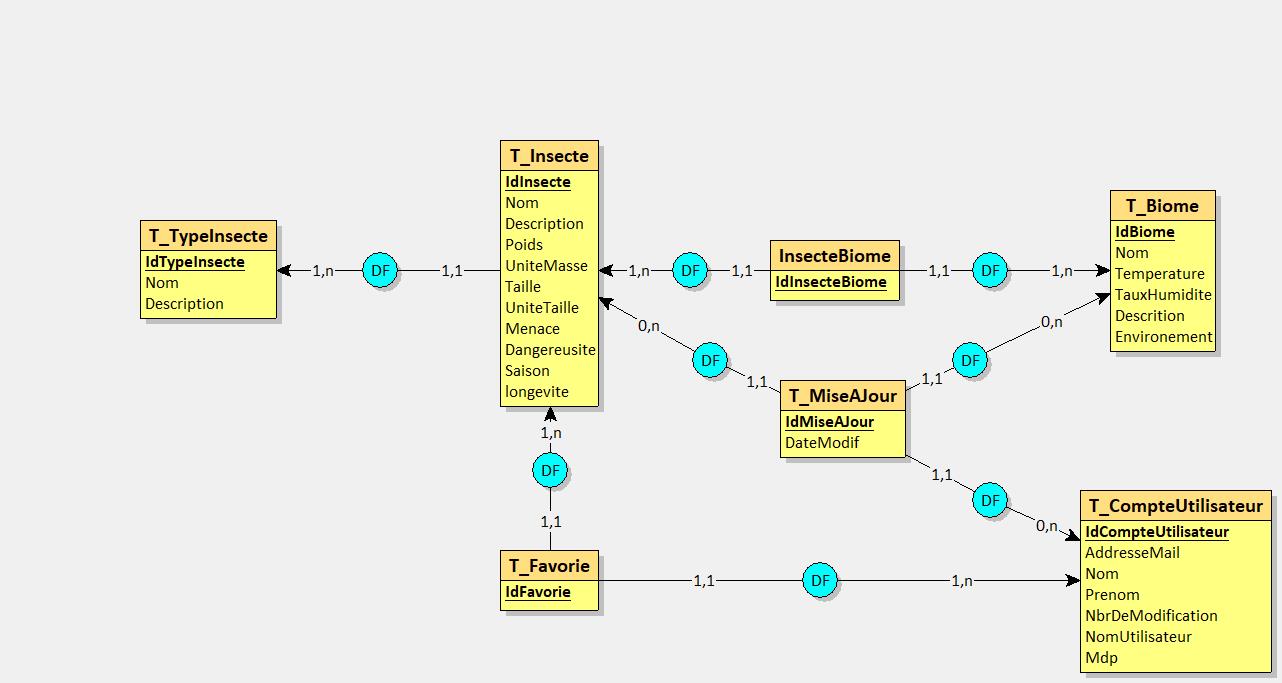 T_TypeInsecte
IdTypeInsecte
Nom
Description
1,n
DF
1,1
T_Insecte
IdInsecte
Nom
Description
Poids
UniteMasse
Taille
UniteTaille
Menace
Dangereusite
Saison
longevite
1,n
DF
1,1
InsecteBiome
IdInsecteBiome
1,1
DF
1,n
T_Biome
IdBiome
Nom
Temperature
TauxHumidite
Descrition
Environement
0,n
DF
1,1
T_MiseAJour
IdMiseAJour
DateModif
1,1
DF
0,n
1,1
DF
0,n
1,n
DF
1,1
T_Favorie
IdFavorie
1,1
DF
1,n
T_CompteUtilisateur
IdCompteUtilisateur
AddresseMail
Nom
Prenom
NbrDeModification
NomUtilisateur
Mdp